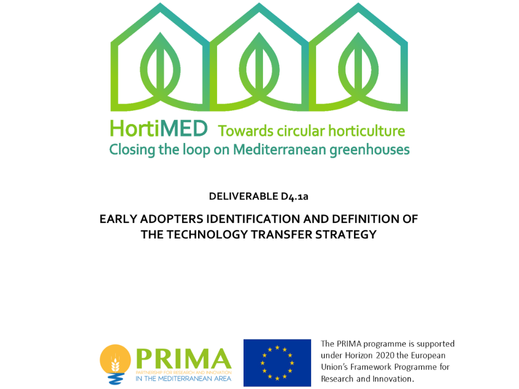 HortiMED Towards circular horticulture
Closing the loop on Mediterranean greenhouses
DELIVERABLE D4.1a
EARLY ADOPTERS IDENTIFICATION AND DEFINITION OF
THE TECHNOLOGY TRANSFER STRATEGY
PRIMA
PARTNERSHIP FOR RESEARCH AND INNOVATION
IN THE MEDITERRANEAN AREA
The PRIMA programme is supported
under Horizon 2020 the European
Union's Framework Programme for
Research and Innovation.